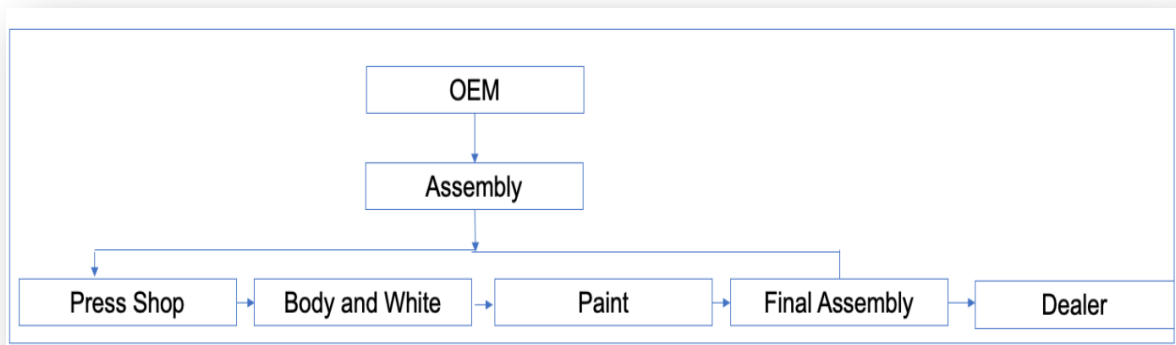 OEM
Assembly
Press Shop
Body and White
Paint
Final Assembly
Dealer